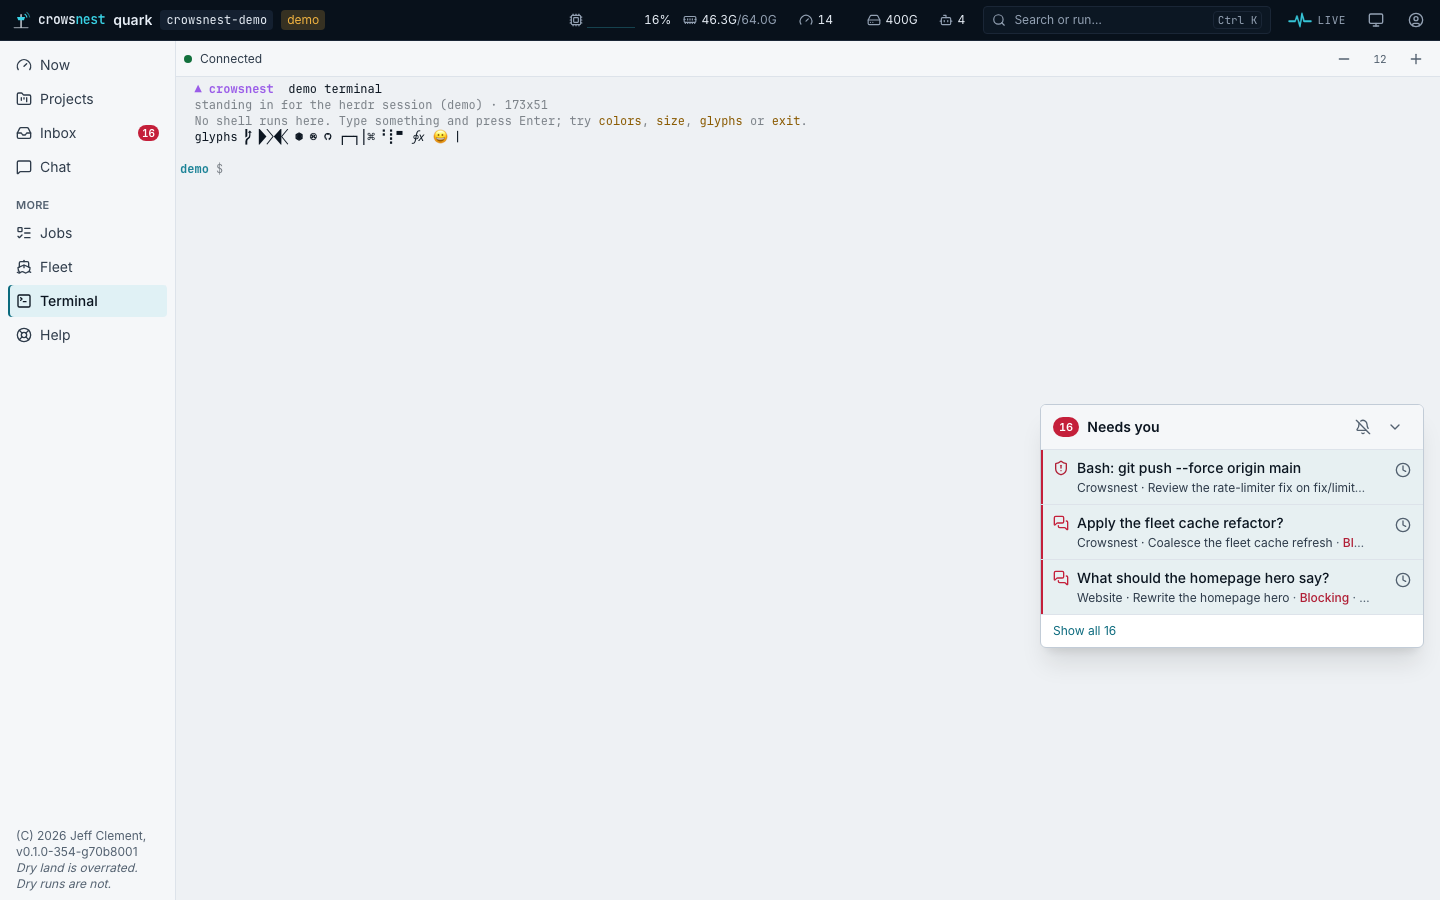 crowsnest quark crowsnest-demo demo 16% 46.3G/64.0G 14 400G 4 Search or run... Ctrl K LIVE
Now
Projects
Inbox 16
Chat
MORE
Jobs
Fleet
Terminal
Help
(C) 2026 Jeff Clement,
v0.1.0-354-g70b8001
Dry land is overrated.
Dry runs are not.
Connected 12
▲ crowsnest demo terminal
standing in for the herdr session (demo) · 173x51
No shell runs here. Type something and press Enter; try colors, size, glyphs or exit.
glyphs
demo $
16 Needs you
Bash: git push --force origin main
Crowsnest · Review the rate-limiter fix on fix/limit...
Apply the fleet cache refactor?
Crowsnest · Coalesce the fleet cache refresh · Bl...
What should the homepage hero say?
Website · Rewrite the homepage hero · Blocking · ...
Show all 16